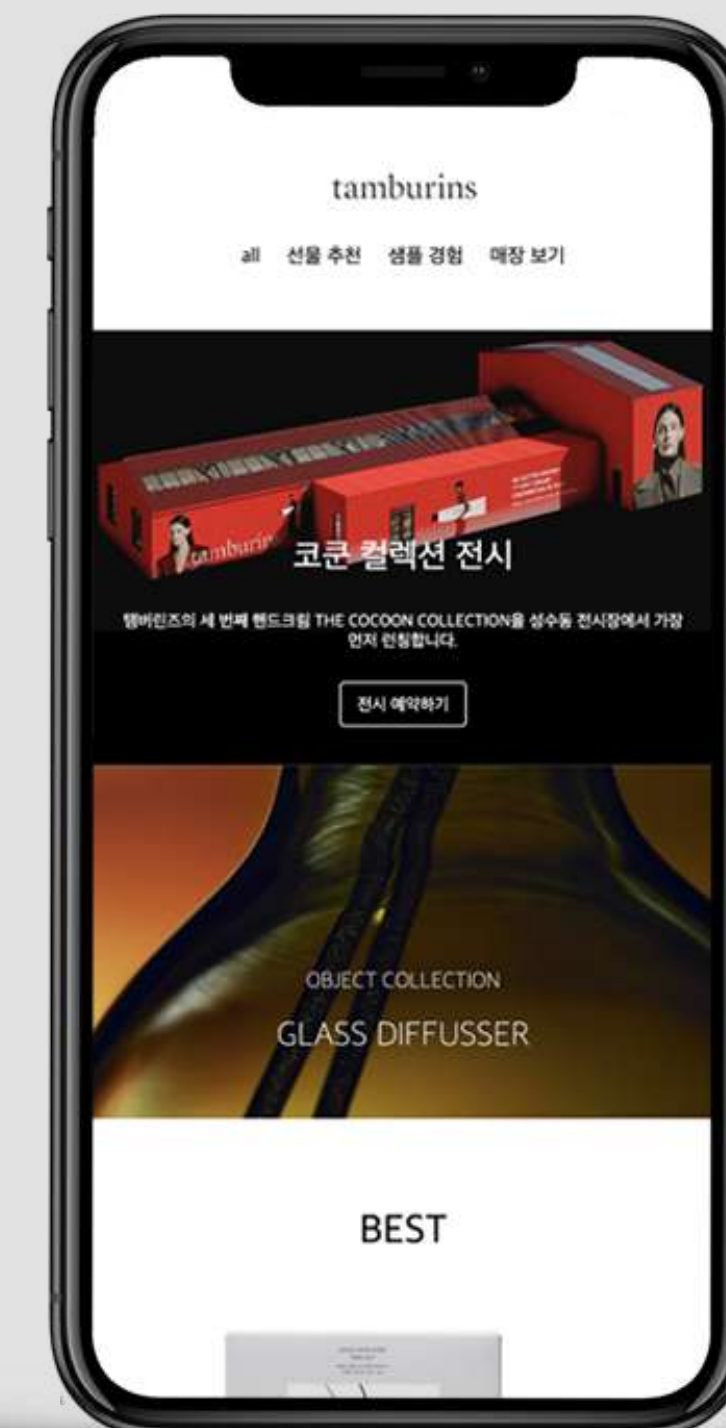 tamburins
all 선물 추천 샘플 경험 매장 보기
tamburin
코쿤 컬렉션 전시
탬버린즈의 세 번째 핸드크림 THE COCOON COLLECTION을 성수동 전시장에서 가장
먼저 런칭합니다.
전시 예약하기
OBJECT COLLECTION
GLASS DIFFUSSER
BEST